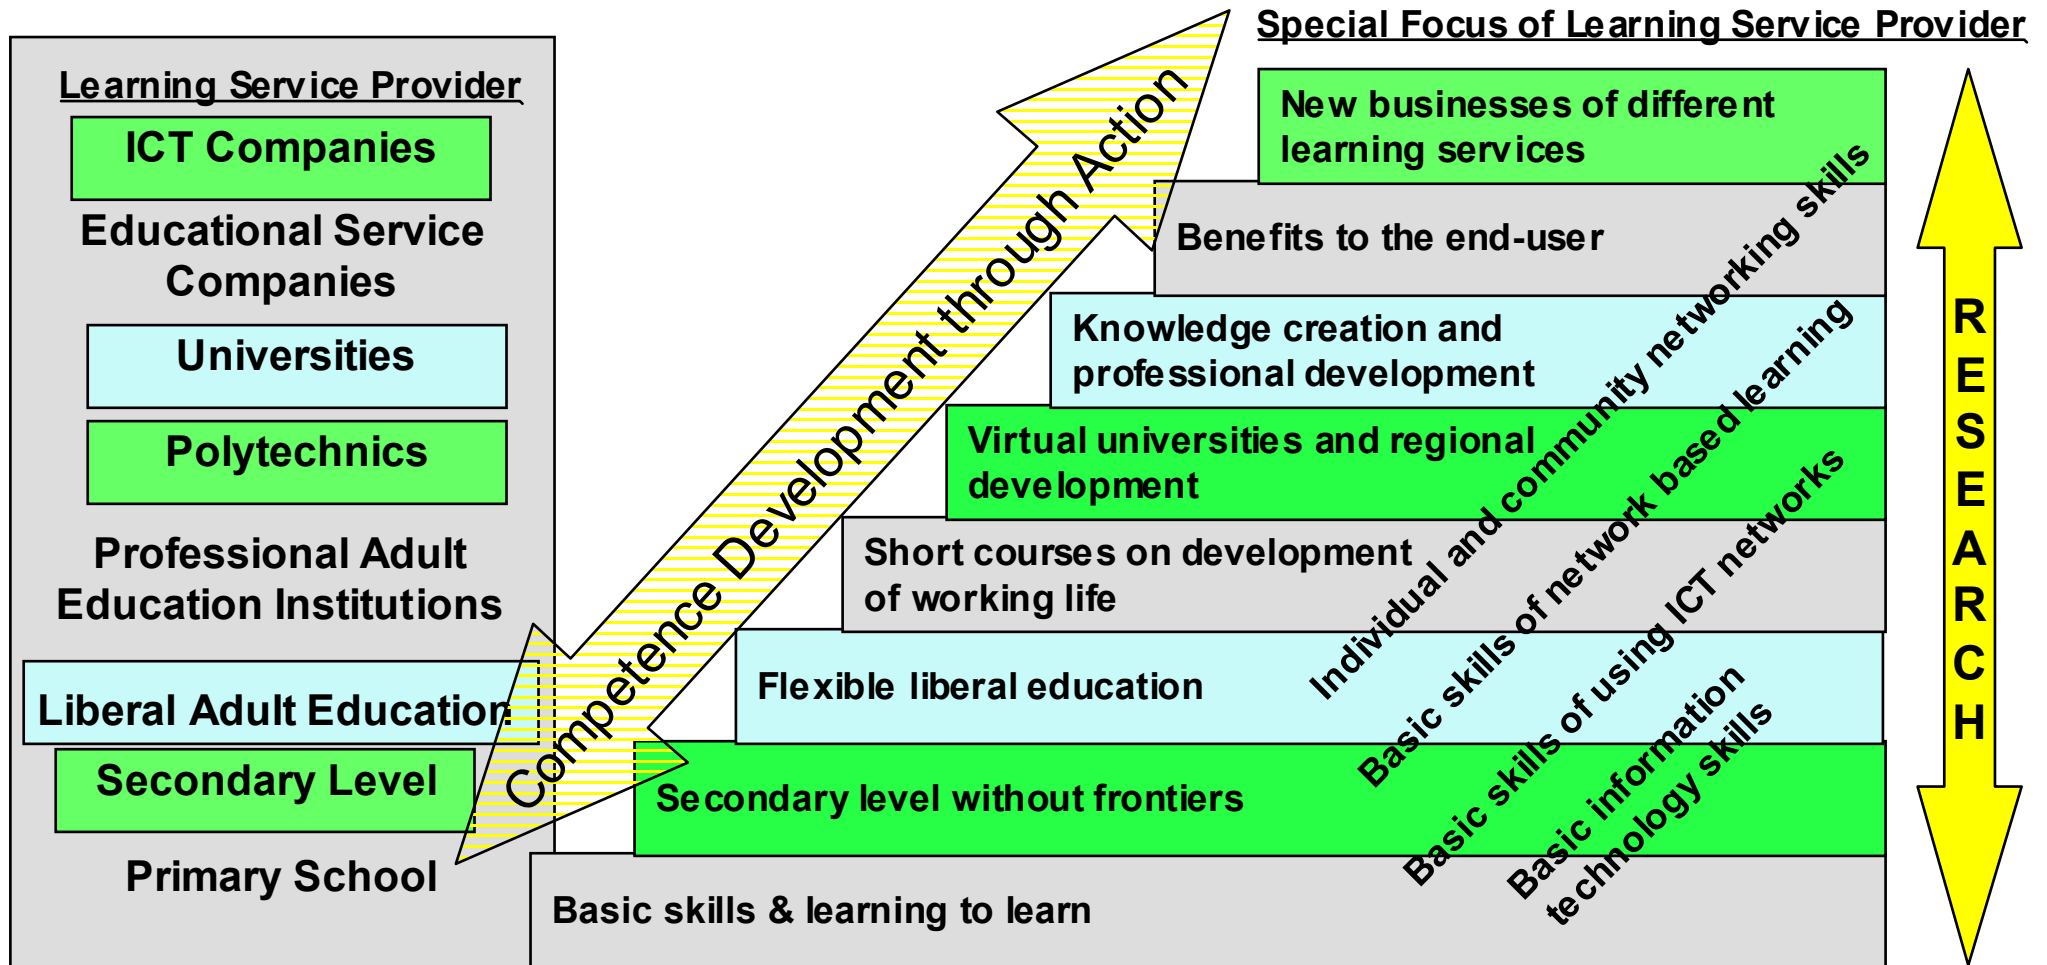 Learning Service Provider
ICT Companies
Educational Service
Companies
Universities
Polytechnics
Professional Adult
Education Institutions
Liberal Adult Education
Secondary Level
Primary School
Competence Development through Action
Special Focus of Learning Service Provider
New businesses of different
learning services
Benefits to the end-user
Knowledge creation and
professional development
Virtual universities and regional
development
Short courses on development
of working life
Flexible liberal education
Secondary level without frontiers
Basic skills & learning to learn
Individual and community networking skills
Basic skills of network based learning
Basic skills of using ICT networks
Basic information
technology skills
RESEARCH